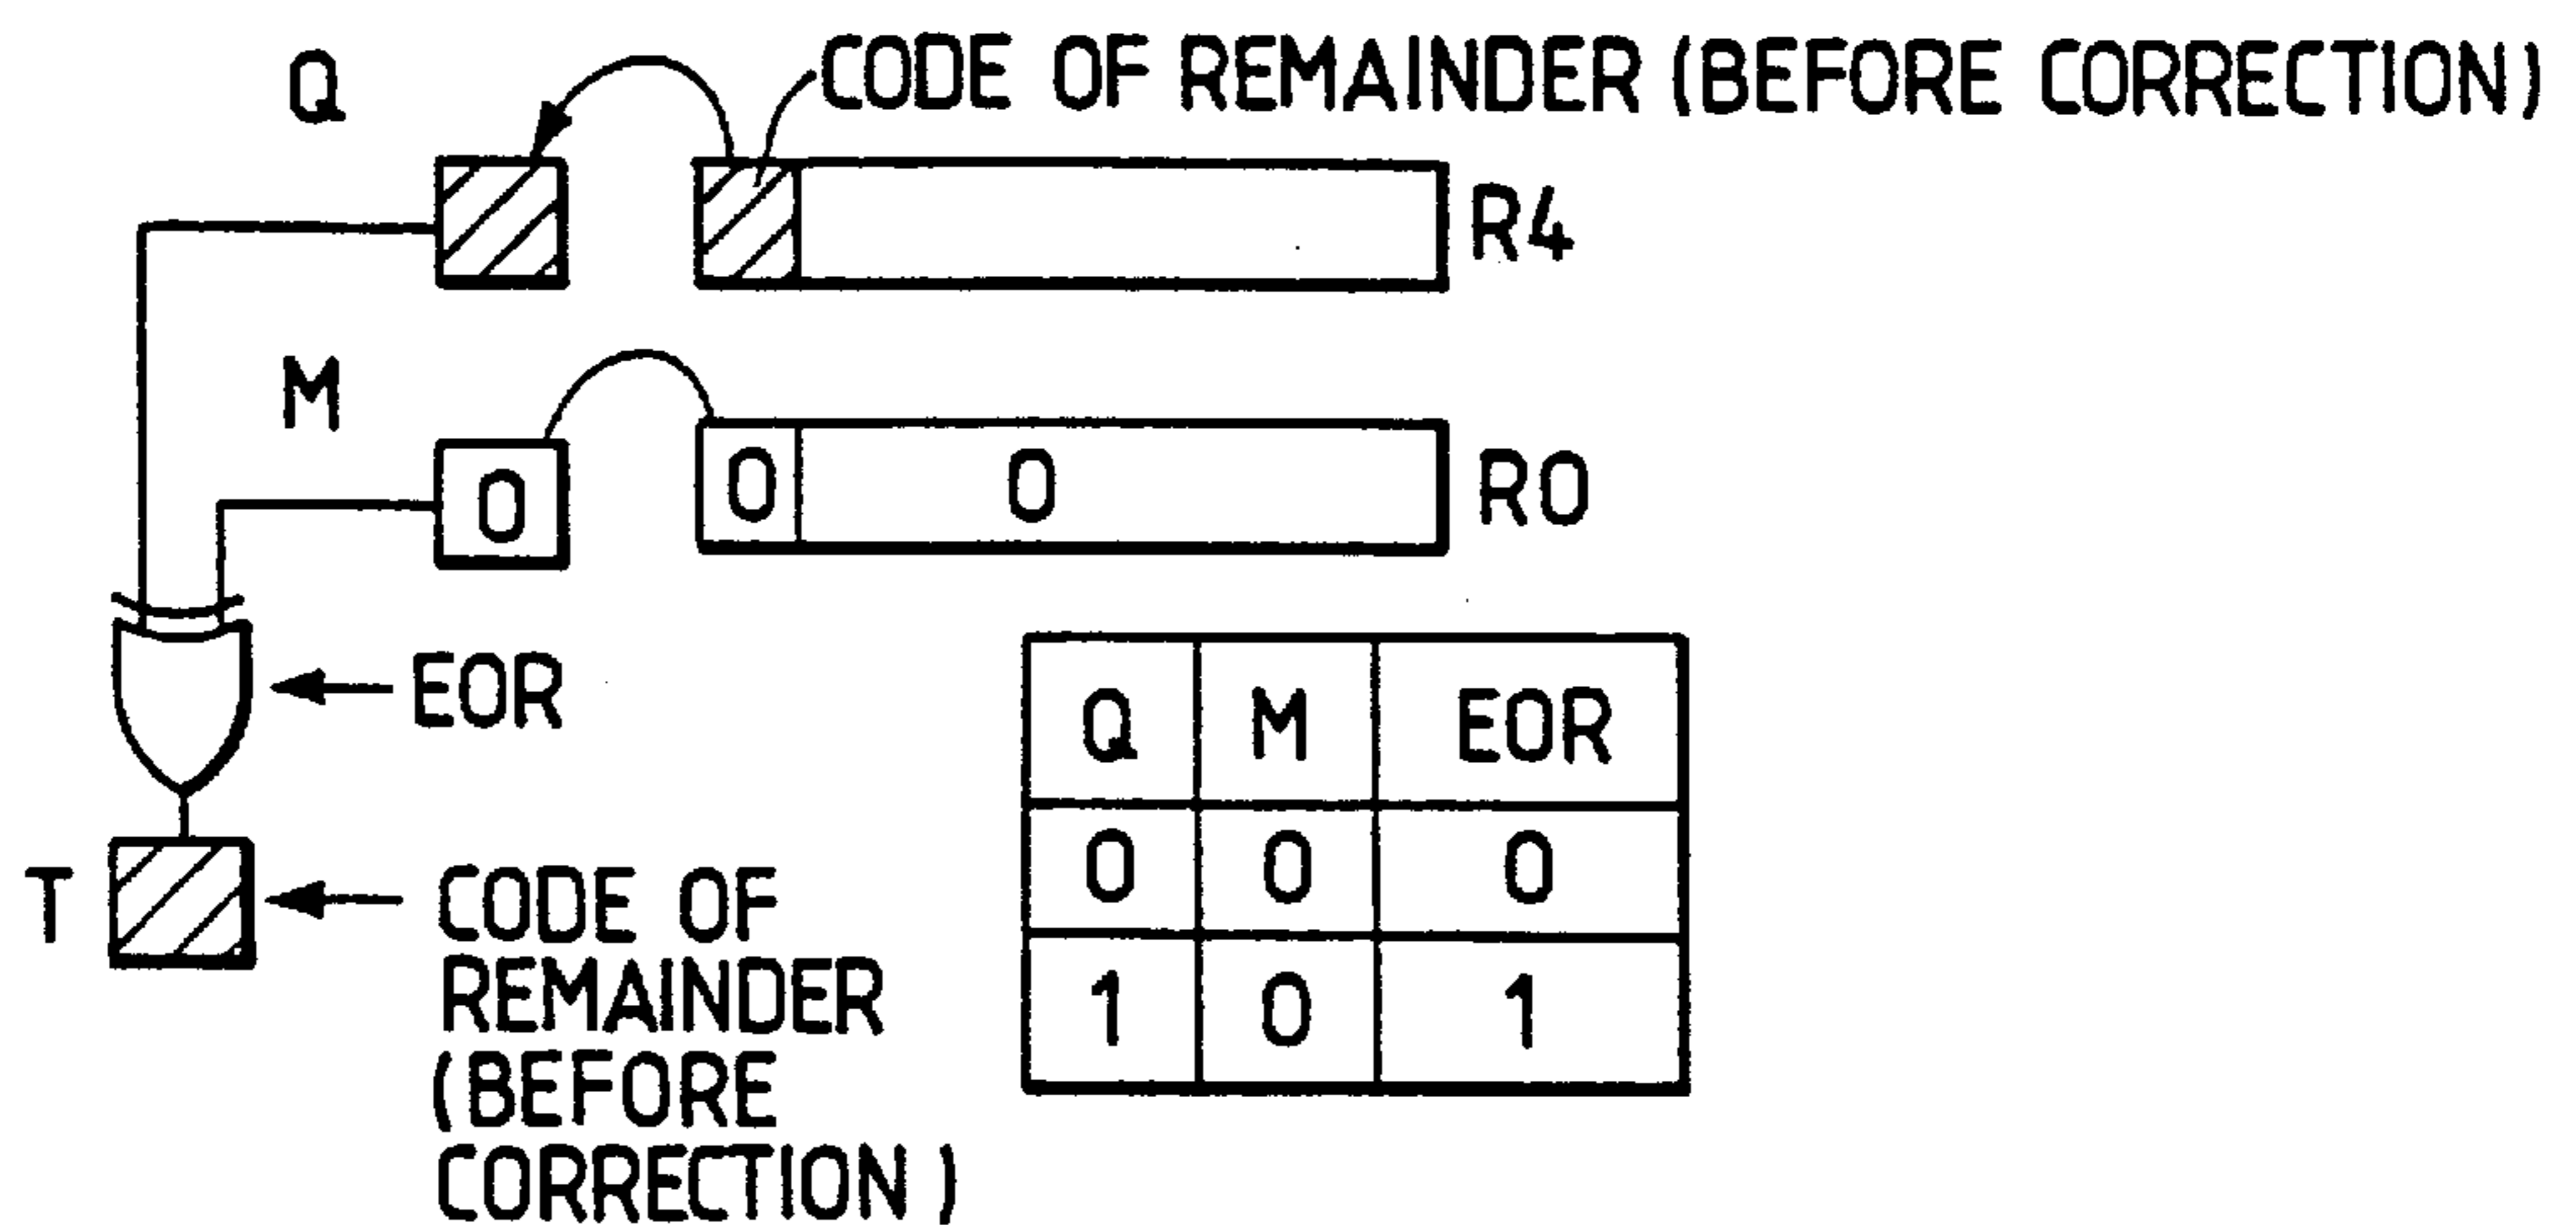 Q
CODE OF REMAINDER (BEFORE CORRECTION)
R4
M
0
0 0
R0
EOR
Q M EOR
0 0 0
1 0 1
T
CODE OF
REMAINDER
(BEFORE
CORRECTION)